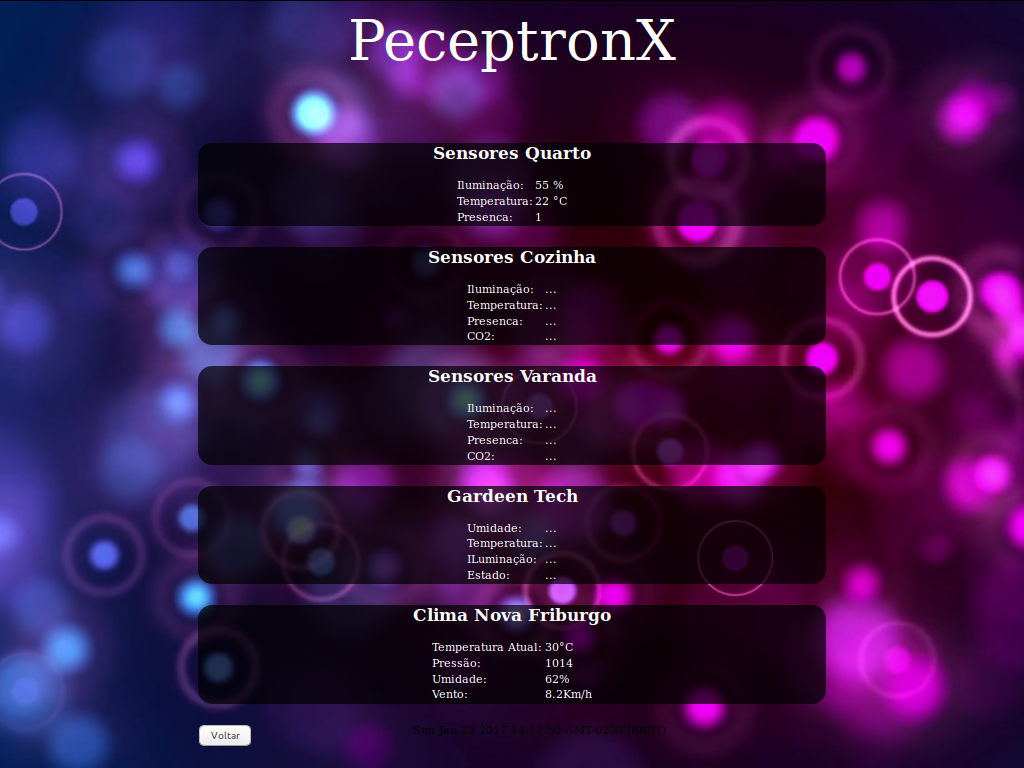 PeceptronX
Sensores Quarto
Iluminação: 55 %
Temperatura: 22 °C
Presenca: 1
Sensores Cozinha
Iluminação: ...
Temperatura: ...
Presenca: ...
CO2: ...
Sensores Varanda
Iluminação: ...
Temperatura: ...
Presenca: ...
CO2: ...
Gardeen Tech
Umidade: ...
Temperatura: ...
ILuminação: ...
Estado: ...
Clima Nova Friburgo
Temperatura Atual: 30°C
Pressão: 1014
Umidade: 62%
Vento: 8.2Km/h
Voltar
Sun Jan 22 2017 14:17:50 GMT-0200 (BRST)